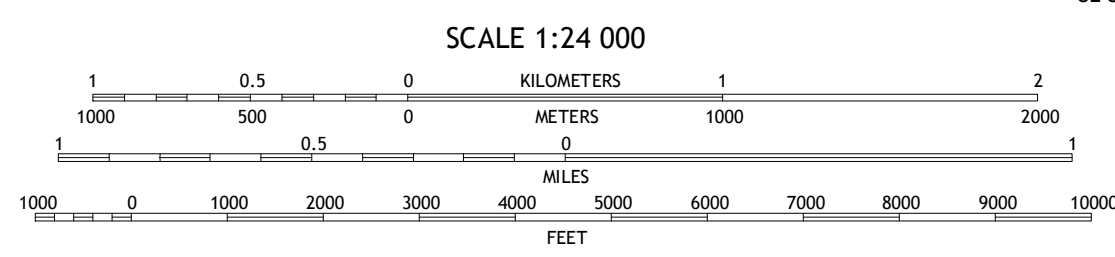 SCALE 1:24 000
1 0.5 0 KILOMETERS 1 2
1000 500 0 METERS 1000 2000
1 0.5 0 1
MILES
1000 0 1000 2000 3000 4000 5000 6000 7000 8000 9000 10000
FEET